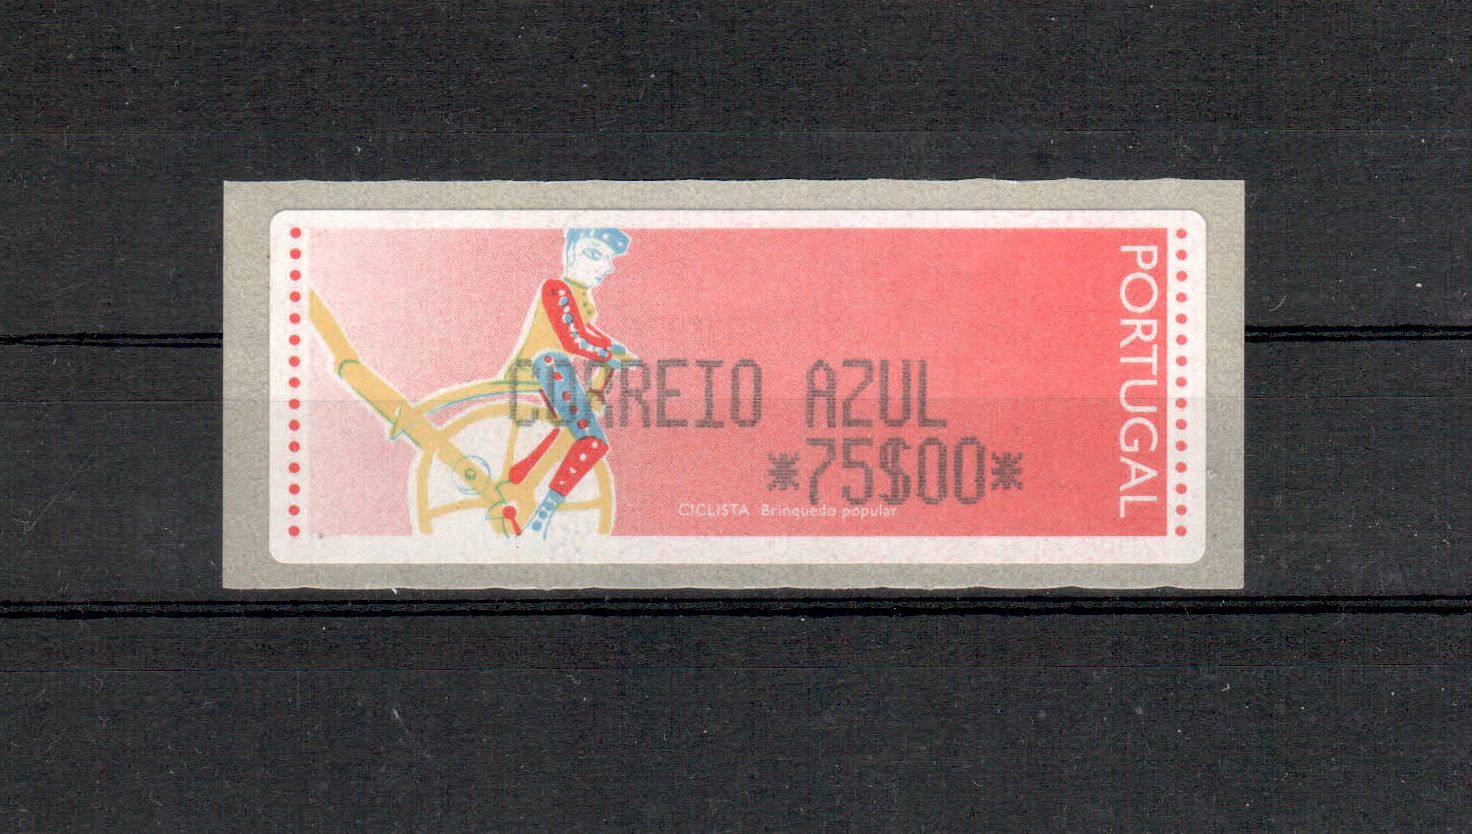 CORREIO AZUL
*75$00*
CICLISTA Brinquedo popular
PORTUGAL